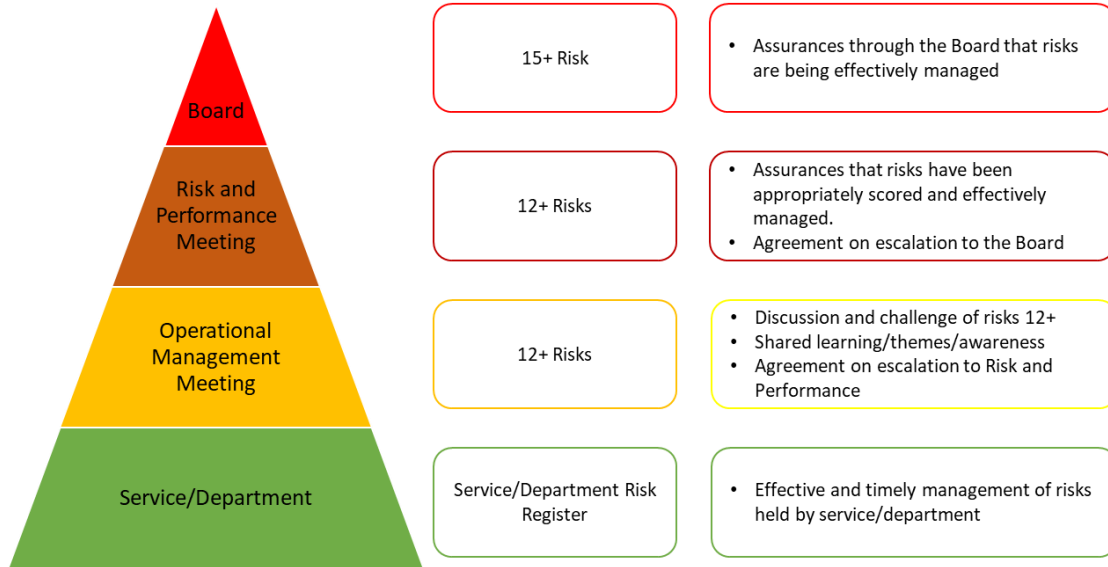 Board
15+ Risk
• Assurances through the Board that risks
are being effectively managed
Risk and
Performance
Meeting
12+ Risks
• Assurances that risks have been
appropriately scored and effectively
managed.
• Agreement on escalation to the Board
Operational
Management
Meeting
12+ Risks
• Discussion and challenge of risks 12+
• Shared learning/themes/awareness
• Agreement on escalation to Risk and
Performance
Service/Department
Service/Department Risk
Register
• Effective and timely management of risks
held by service/department